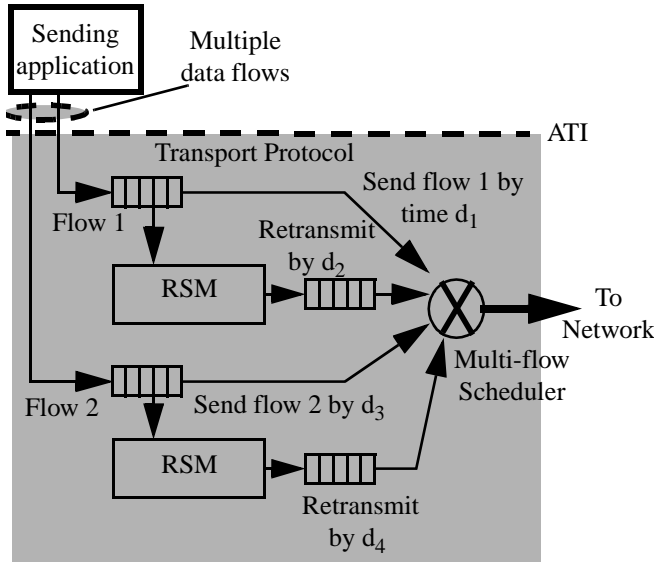 Sending
application
Multiple
data flows
ATI
Transport Protocol
Flow 1
Send flow 1 by
time d1
Retransmit
by d2
RSM
To
Network
Multi-flow
Scheduler
Flow 2
Send flow 2 by d3
RSM
Retransmit
by d4